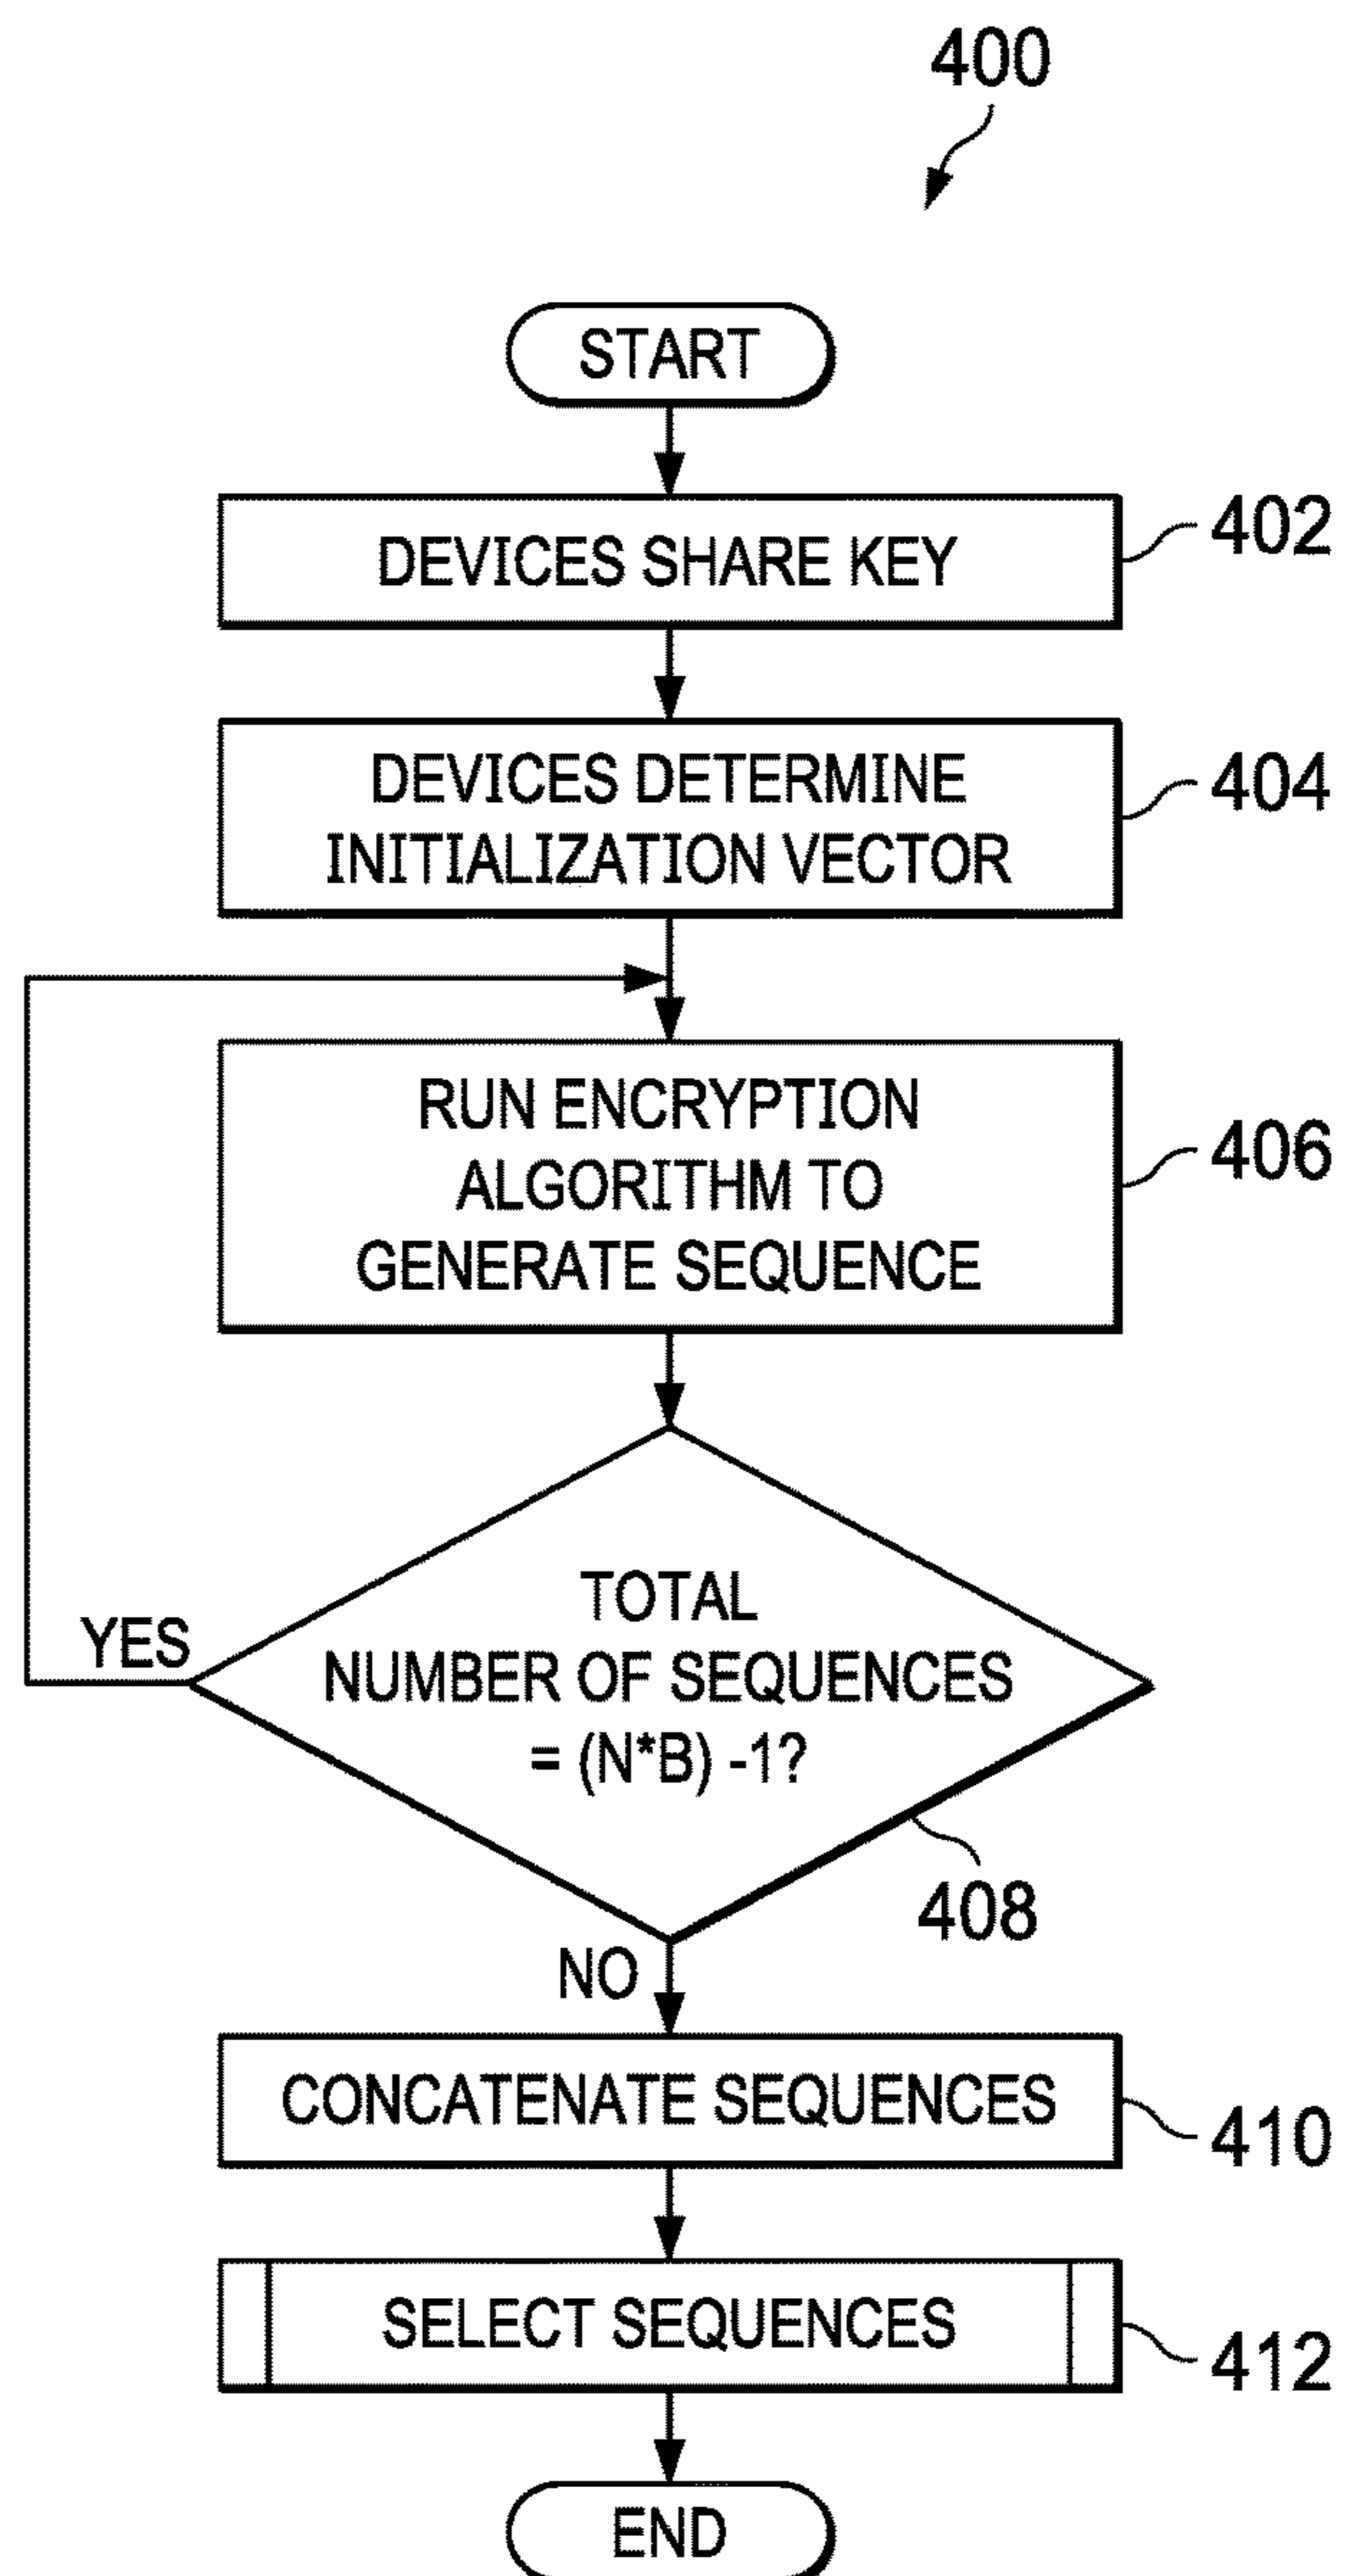 400
START
DEVICES SHARE KEY
402
DEVICES DETERMINE
INITIALIZATION VECTOR
404
RUN ENCRYPTION
ALGORITHM TO
GENERATE SEQUENCE
406
TOTAL
NUMBER OF SEQUENCES
= (N*B) -1?
YES
408
NO
CONCATENATE SEQUENCES
410
SELECT SEQUENCES
412
END